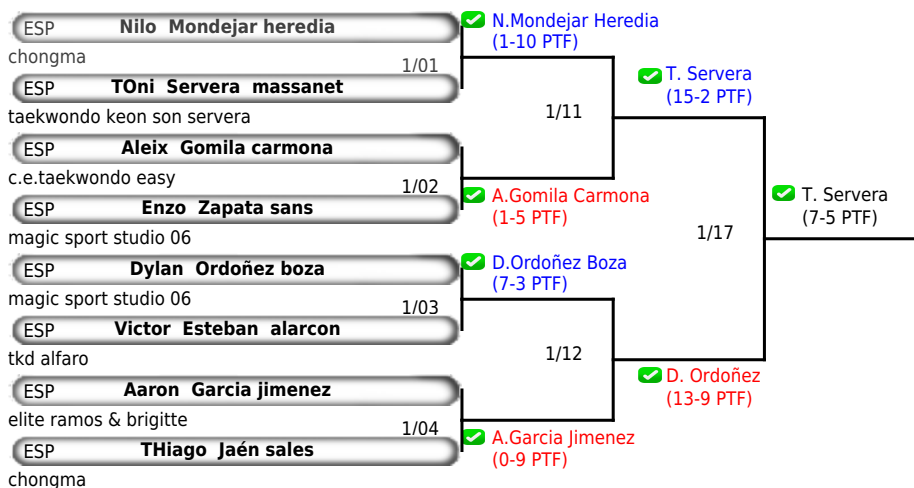 ESP Nilo Mondejar heredia
chongma
1/01
ESP TOni Servera massanet
taekwondo keon son servera
ESP Aleix Gomila carmona
c.e.taekwondo easy
1/02
ESP Enzo Zapata sans
magic sport studio 06
ESP Dylan Ordoñez boza
magic sport studio 06
1/03
ESP Victor Esteban alarcon
tkd alfaro
ESP Aaron Garcia jimenez
elite ramos & brigitte
1/04
ESP THiago Jaén sales
chongma
N.Mondejar Heredia
(1-10 PTF)
1/11
A.Gomila Carmona
(1-5 PTF)
D.Ordoñez Boza
(7-3 PTF)
1/12
A.Garcia Jimenez
(0-9 PTF)
T. Servera
(15-2 PTF)
1/17
D. Ordoñez
(13-9 PTF)
T. Servera
(7-5 PTF)